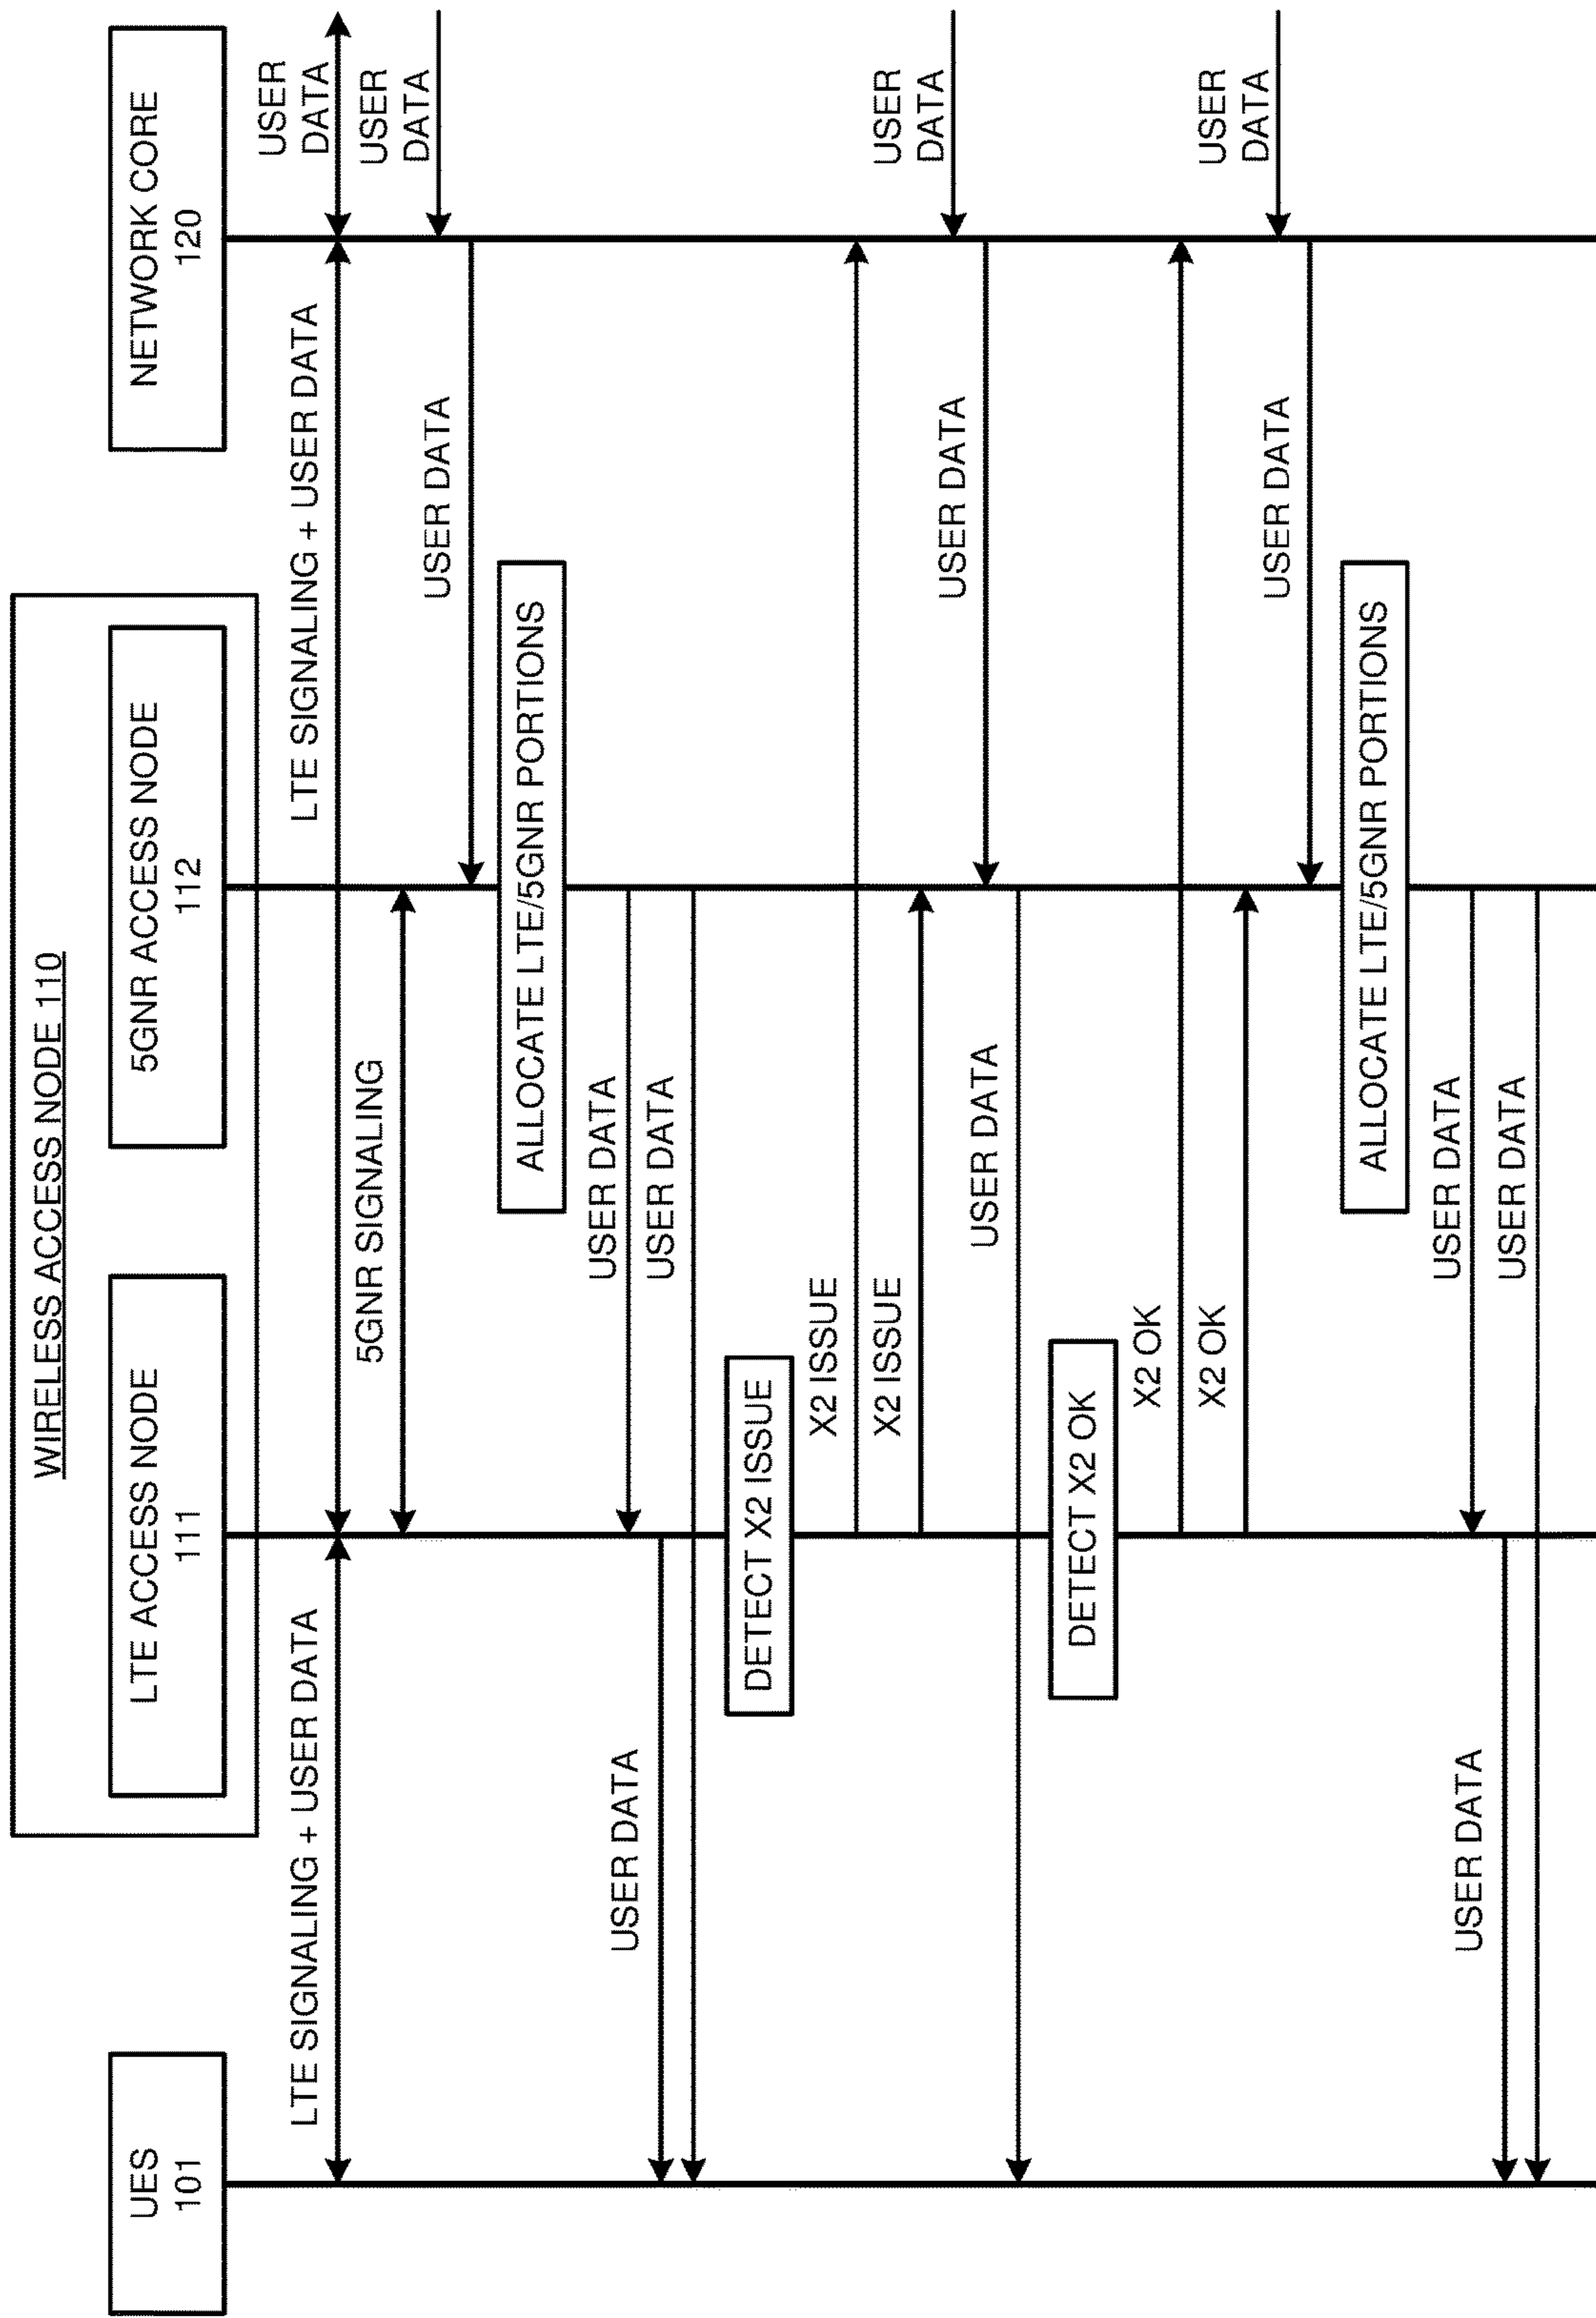 WIRELESS ACCESS NODE 110
UES
101
LTE ACCESS NODE
111
5GNR ACCESS NODE
112
NETWORK CORE
120
USER
DATA
LTE SIGNALING + USER DATA
LTE SIGNALING + USER DATA
USER
DATA
5GNR SIGNALING
USER DATA
ALLOCATE LTE/5GNR PORTIONS
USER DATA
USER DATA
USER DATA
DETECT X2 ISSUE
X2 ISSUE
X2 ISSUE
USER
DATA
USER DATA
USER DATA
DETECT X2 OK
X2 OK
X2 OK
USER
DATA
USER DATA
ALLOCATE LTE/5GNR PORTIONS
USER DATA
USER DATA
USER DATA